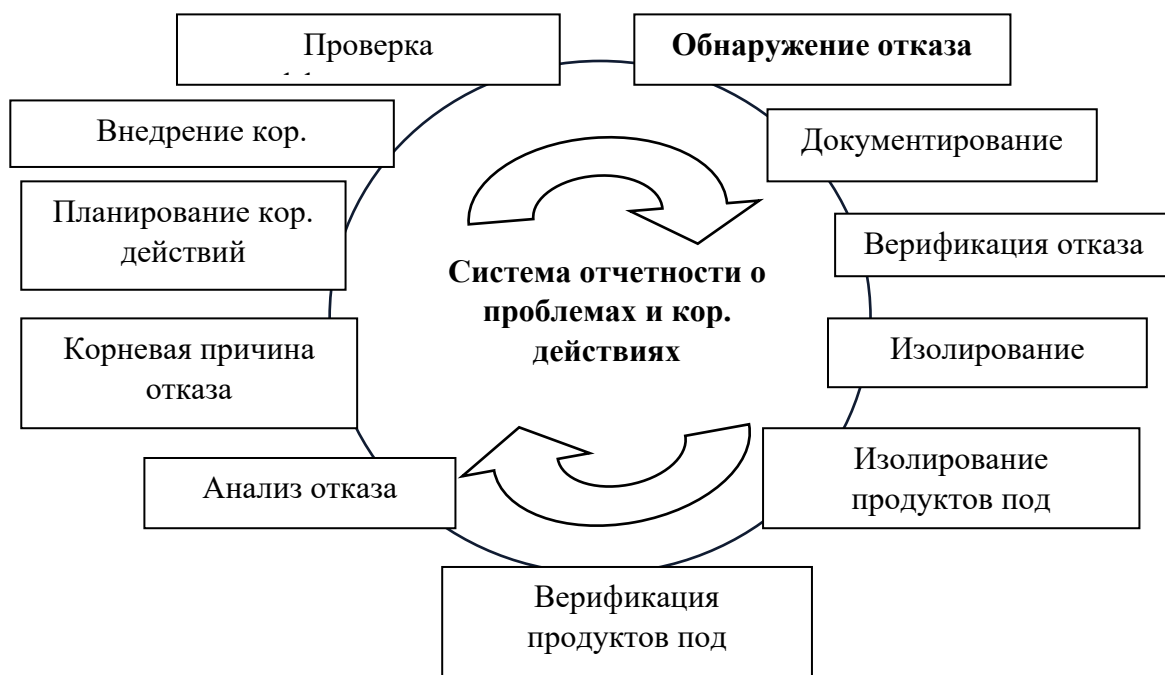 Проверка
Обнаружение отказа
Документирование
Верификация отказа
Изолирование
Изолирование
продуктов под
Верификация
продуктов под
Анализ отказа
Корневая причина
отказа
Планирование кор.
действий
Внедрение кор.
Система отчетности о
проблемах и кор.
действиях